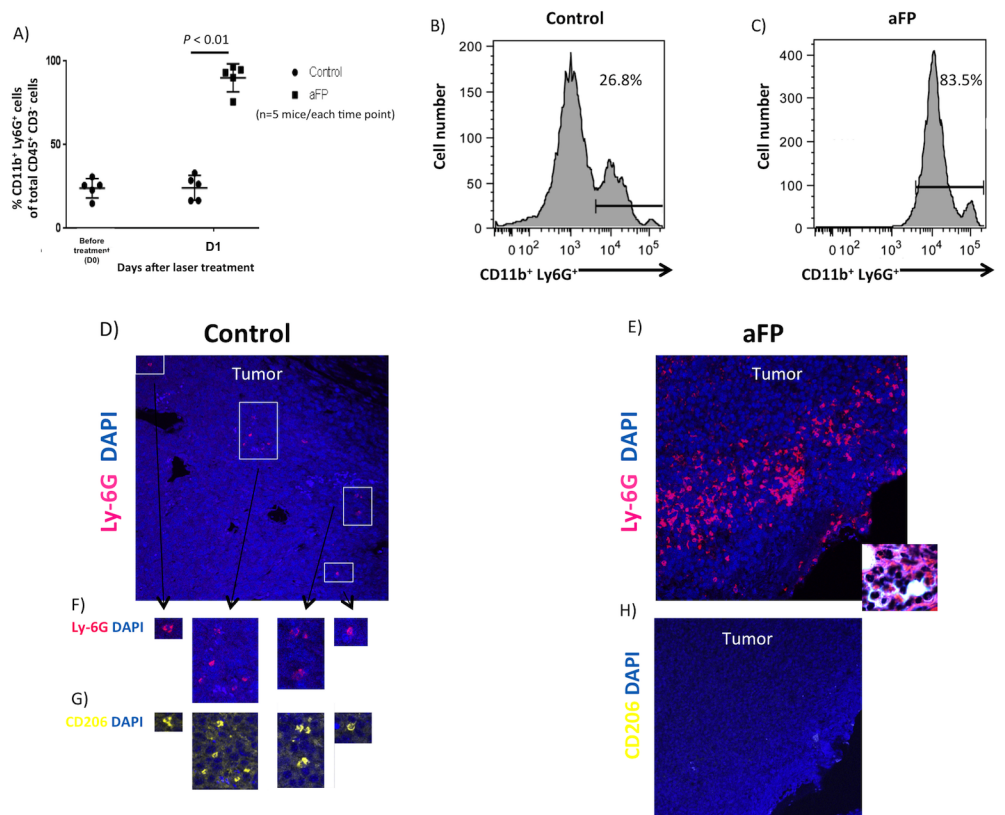 A)
P < 0.01
% CD11b⁺ Ly6G⁺ cells
of total CD45⁺ CD3⁻ cells
100
50
0
Control
aFP
(n=5 mice/each time point)
Before
treatment
(D0)
D1
Days after laser treatment
B)
Control
Cell number
200
150
100
50
0
26.8%
0 10² 10³ 10⁴ 10⁵
CD11b⁺ Ly6G⁺
C)
aFP
Cell number
400
300
200
100
0
83.5%
0 10² 10³ 10⁴ 10⁵
CD11b⁺ Ly6G⁺
D)
Control
Ly-6G DAPI
Tumor
E)
aFP
Ly-6G DAPI
Tumor
F)
Ly-6G DAPI
G)
CD206 DAPI
H)
CD206 DAPI
Tumor